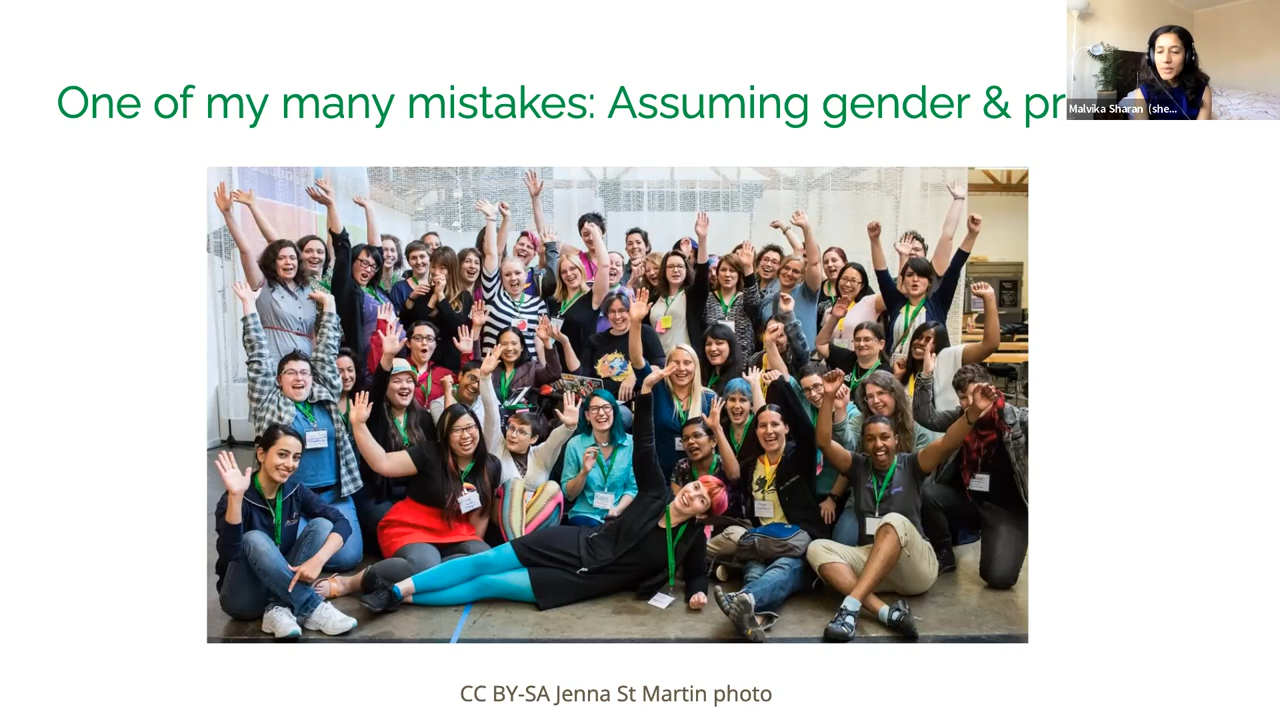 One of my many mistakes: Assuming gender & pr
Malvika Sharan (she...
CC BY-SA Jenna St Martin photo